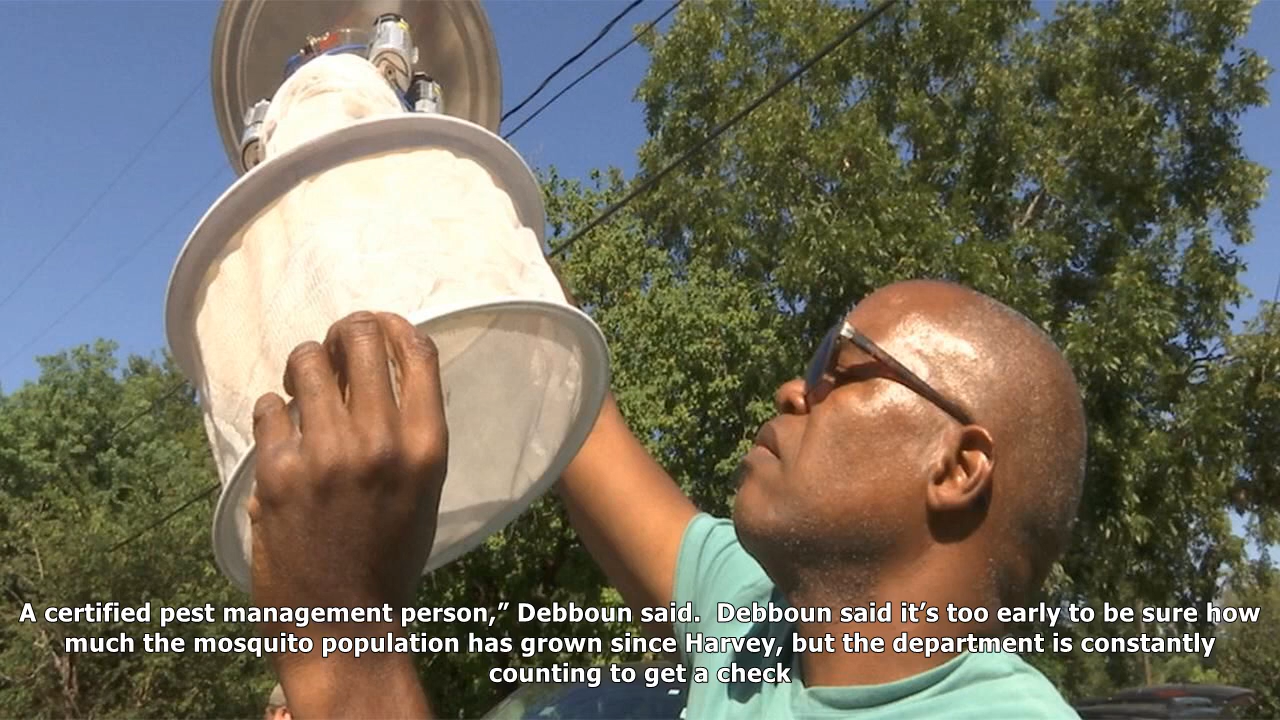 A certified pest management person,” Debboun said.  Debboun said it’s too early to be sure how
much the mosquito population has grown since Harvey, but the department is constantly
counting to get a check